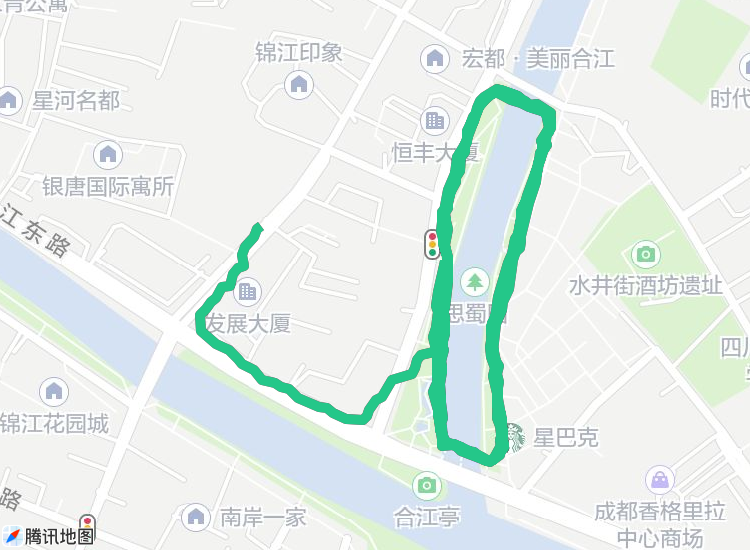 锦江印象
宏都·美丽合江
星河名都
时代
恒丰大厦
银唐国际寓所
江东路
水井街酒坊遗址
发展大厦
思蜀园
四川
锦江花园城
星巴克
路
南岸一家
合江亭
成都香格里拉
中心商场
腾讯地图